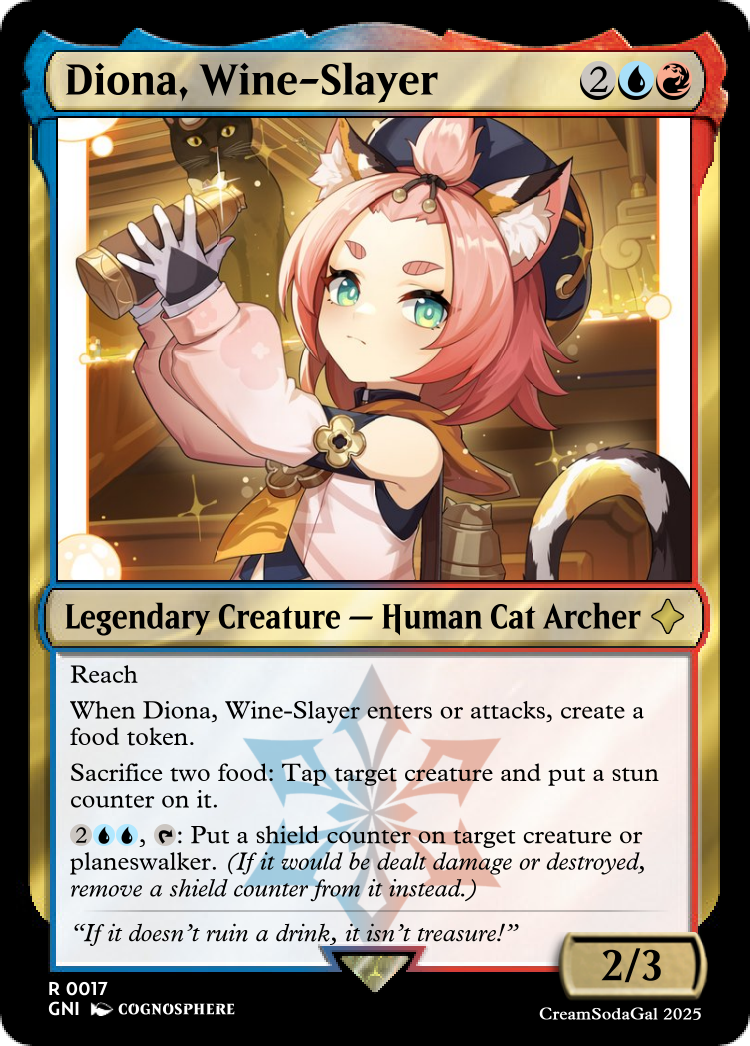 Diona, Wine-Slayer 2
Legendary Creature — Human Cat Archer
Reach
When Diona, Wine-Slayer enters or attacks, create a
food token.
Sacrifice two food: Tap target creature and put a stun
counter on it.
2, : Put a shield counter on target creature or
planeswalker. (If it would be dealt damage or destroyed,
remove a shield counter from it instead.)
“If it doesn’t ruin a drink, it isn’t treasure!”
2/3
R 0017
GNI COGNOSPHERE
CreamSodaGal 2025